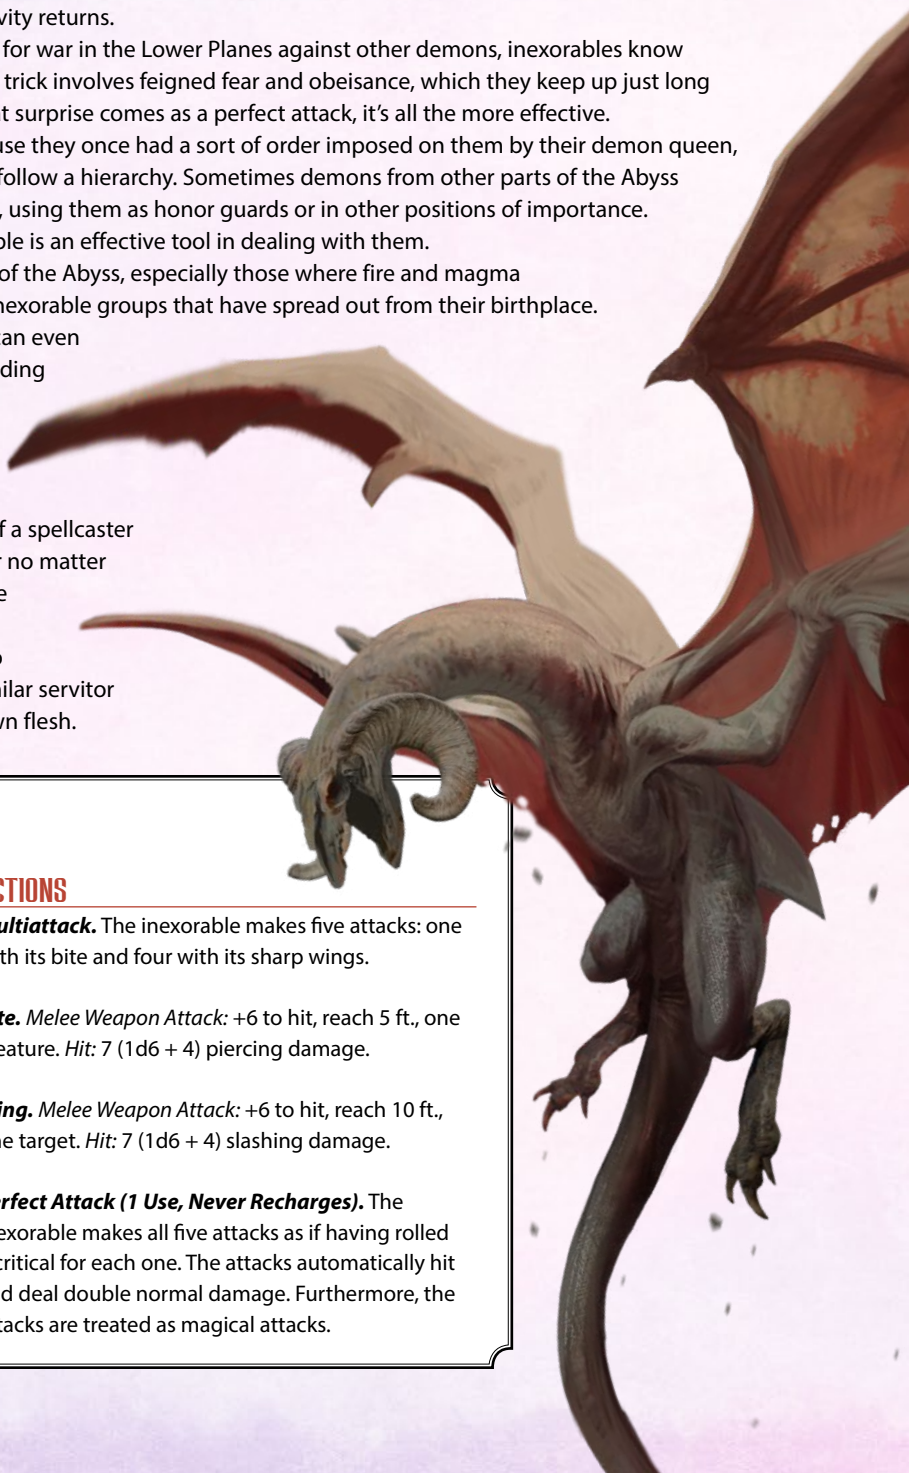 vity returns.
for war in the Lower Planes against other demons, inexorables know
trick involves feigned fear and obeisance, which they keep up just long
t surprise comes as a perfect attack, it's all the more effective.
use they once had a sort of order imposed on them by their demon queen,
follow a hierarchy. Sometimes demons from other parts of the Abyss
, using them as honor guards or in other positions of importance.
ble is an effective tool in dealing with them.
of the Abyss, especially those where fire and magma
nexorable groups that have spread out from their birthplace.
can even
ding
f a spellcaster
r no matter
e
o
ilar servitor
wn flesh.
CTIONS
ultiattack. The inexorable makes five attacks: one
th its bite and four with its sharp wings.
te. Melee Weapon Attack: +6 to hit, reach 5 ft., one
eature. Hit: 7 (1d6 + 4) piercing damage.
ing. Melee Weapon Attack: +6 to hit, reach 10 ft.,
ne target. Hit: 7 (1d6 + 4) slashing damage.
erfect Attack (1 Use, Never Recharges). The
exorable makes all five attacks as if having rolled
critical for each one. The attacks automatically hit
d deal double normal damage. Furthermore, the
tacks are treated as magical attacks.